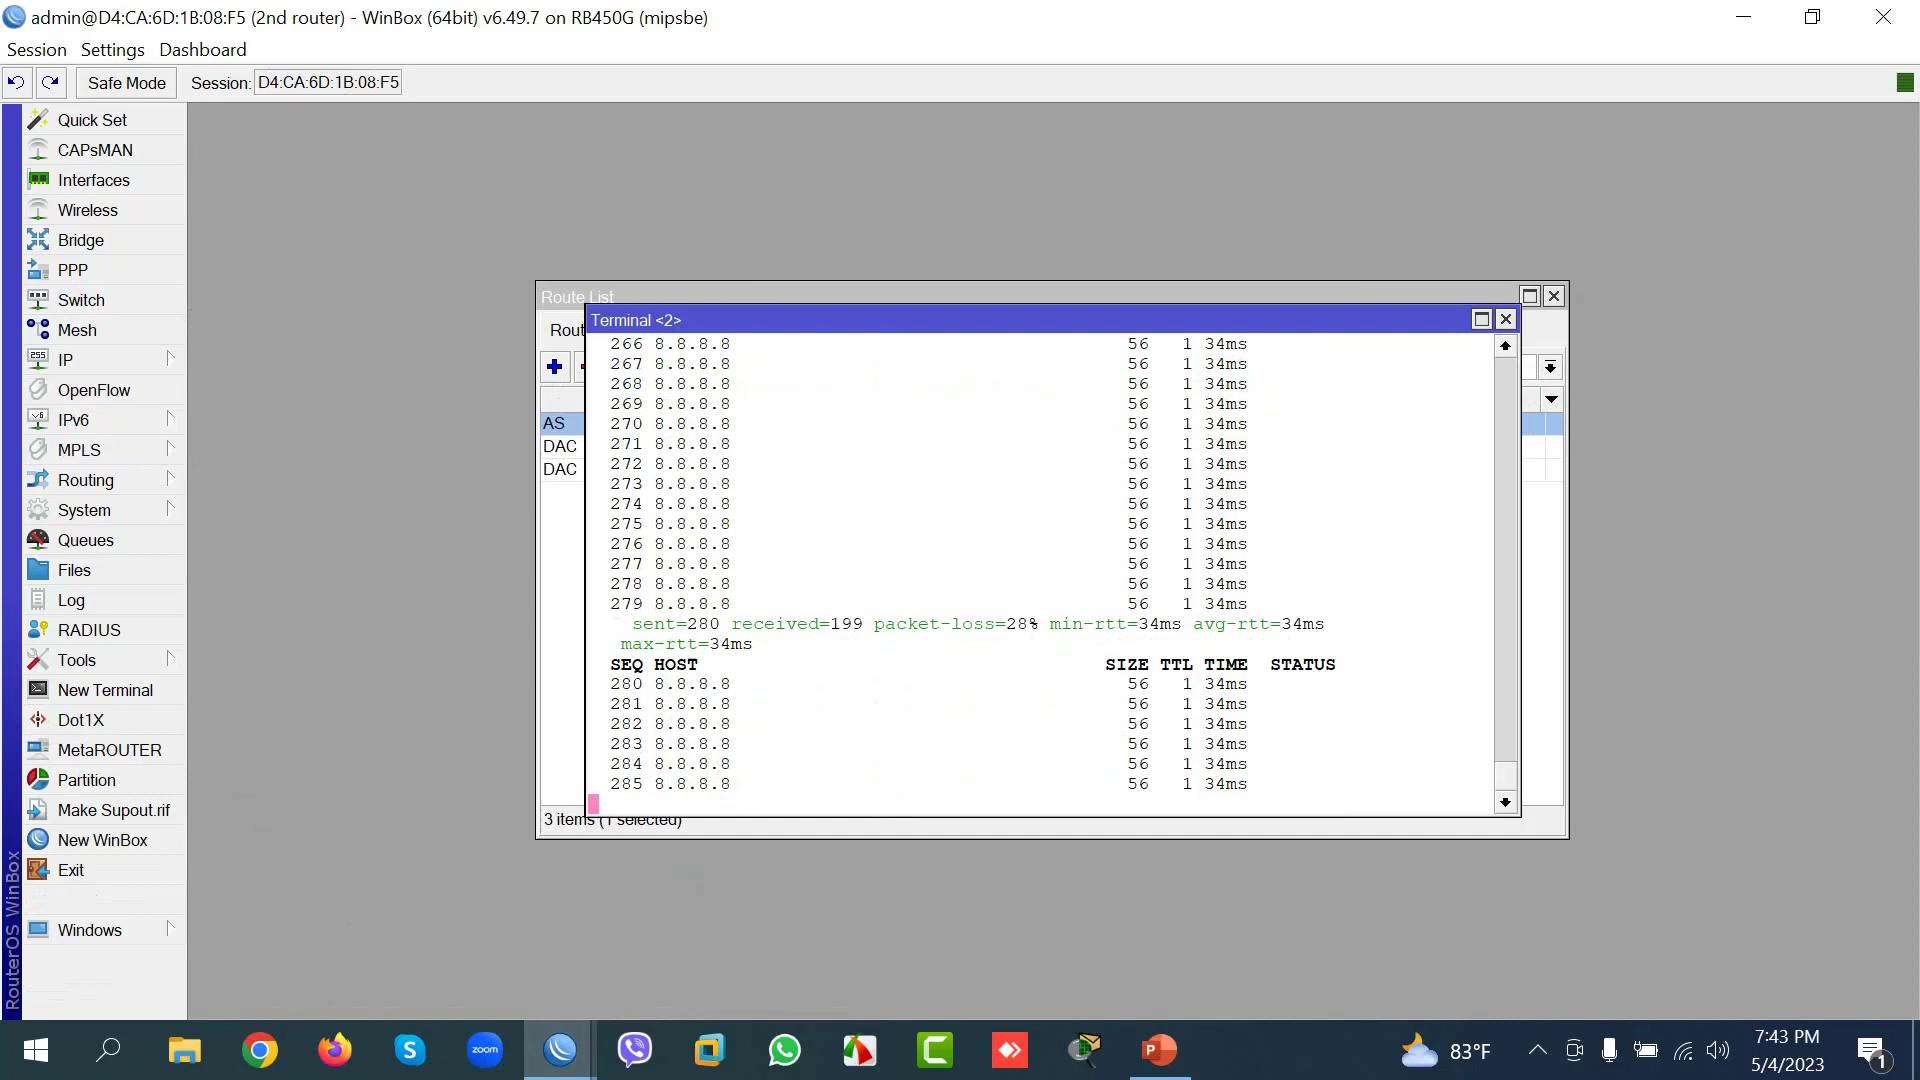 admin@D4:CA:6D:1B:08:F5 (2nd router) - WinBox (64bit) v6.49.7 on RB450G (mipsbe)
Session Settings Dashboard
Safe Mode Session: D4:CA:6D:1B:08:F5
Quick Set
CAPsMAN
Interfaces
Wireless
Bridge
PPP
Switch
Mesh
255 IP
OpenFlow
v6 IPv6
MPLS
Routing
System
Queues
Files
Log
RADIUS
Tools
New Terminal
Dot1X
MetaROUTER
Partition
Make Supout.rif
New WinBox
Exit
Windows
RouterOS WinBox
Route List
Rout
AS
DAC
DAC
3 items (1 selected)
Terminal <2>
266 8.8.8.8 56 1 34ms
267 8.8.8.8 56 1 34ms
268 8.8.8.8 56 1 34ms
269 8.8.8.8 56 1 34ms
270 8.8.8.8 56 1 34ms
271 8.8.8.8 56 1 34ms
272 8.8.8.8 56 1 34ms
273 8.8.8.8 56 1 34ms
274 8.8.8.8 56 1 34ms
275 8.8.8.8 56 1 34ms
276 8.8.8.8 56 1 34ms
277 8.8.8.8 56 1 34ms
278 8.8.8.8 56 1 34ms
279 8.8.8.8 56 1 34ms
sent=280 received=199 packet-loss=28% min-rtt=34ms avg-rtt=34ms
max-rtt=34ms
SEQ HOST SIZE TTL TIME STATUS
280 8.8.8.8 56 1 34ms
281 8.8.8.8 56 1 34ms
282 8.8.8.8 56 1 34ms
283 8.8.8.8 56 1 34ms
284 8.8.8.8 56 1 34ms
285 8.8.8.8 56 1 34ms
S
zoom
C
P
83°F
7:43 PM
5/4/2023
1